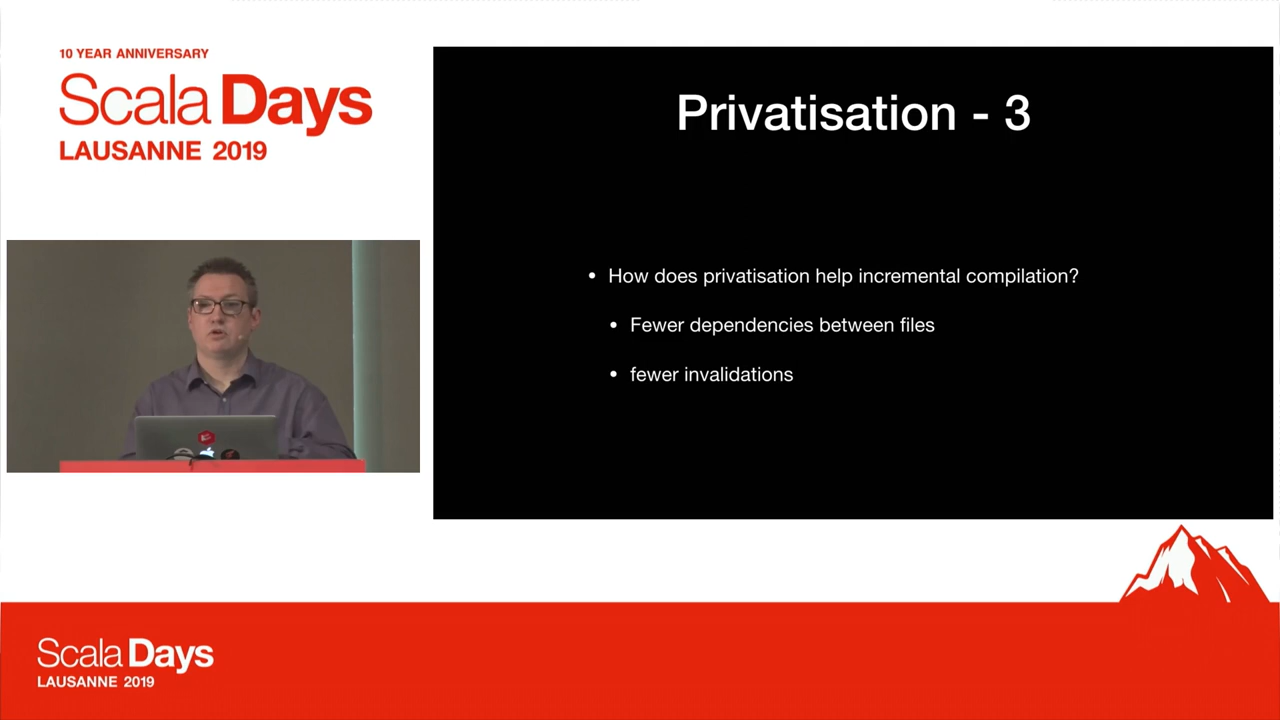 10 YEAR ANNIVERSARY
Scala Days
LAUSANNE 2019
Privatisation - 3
• How does privatisation help incremental compilation?
• Fewer dependencies between files
• fewer invalidations
Scala Days
LAUSANNE 2019